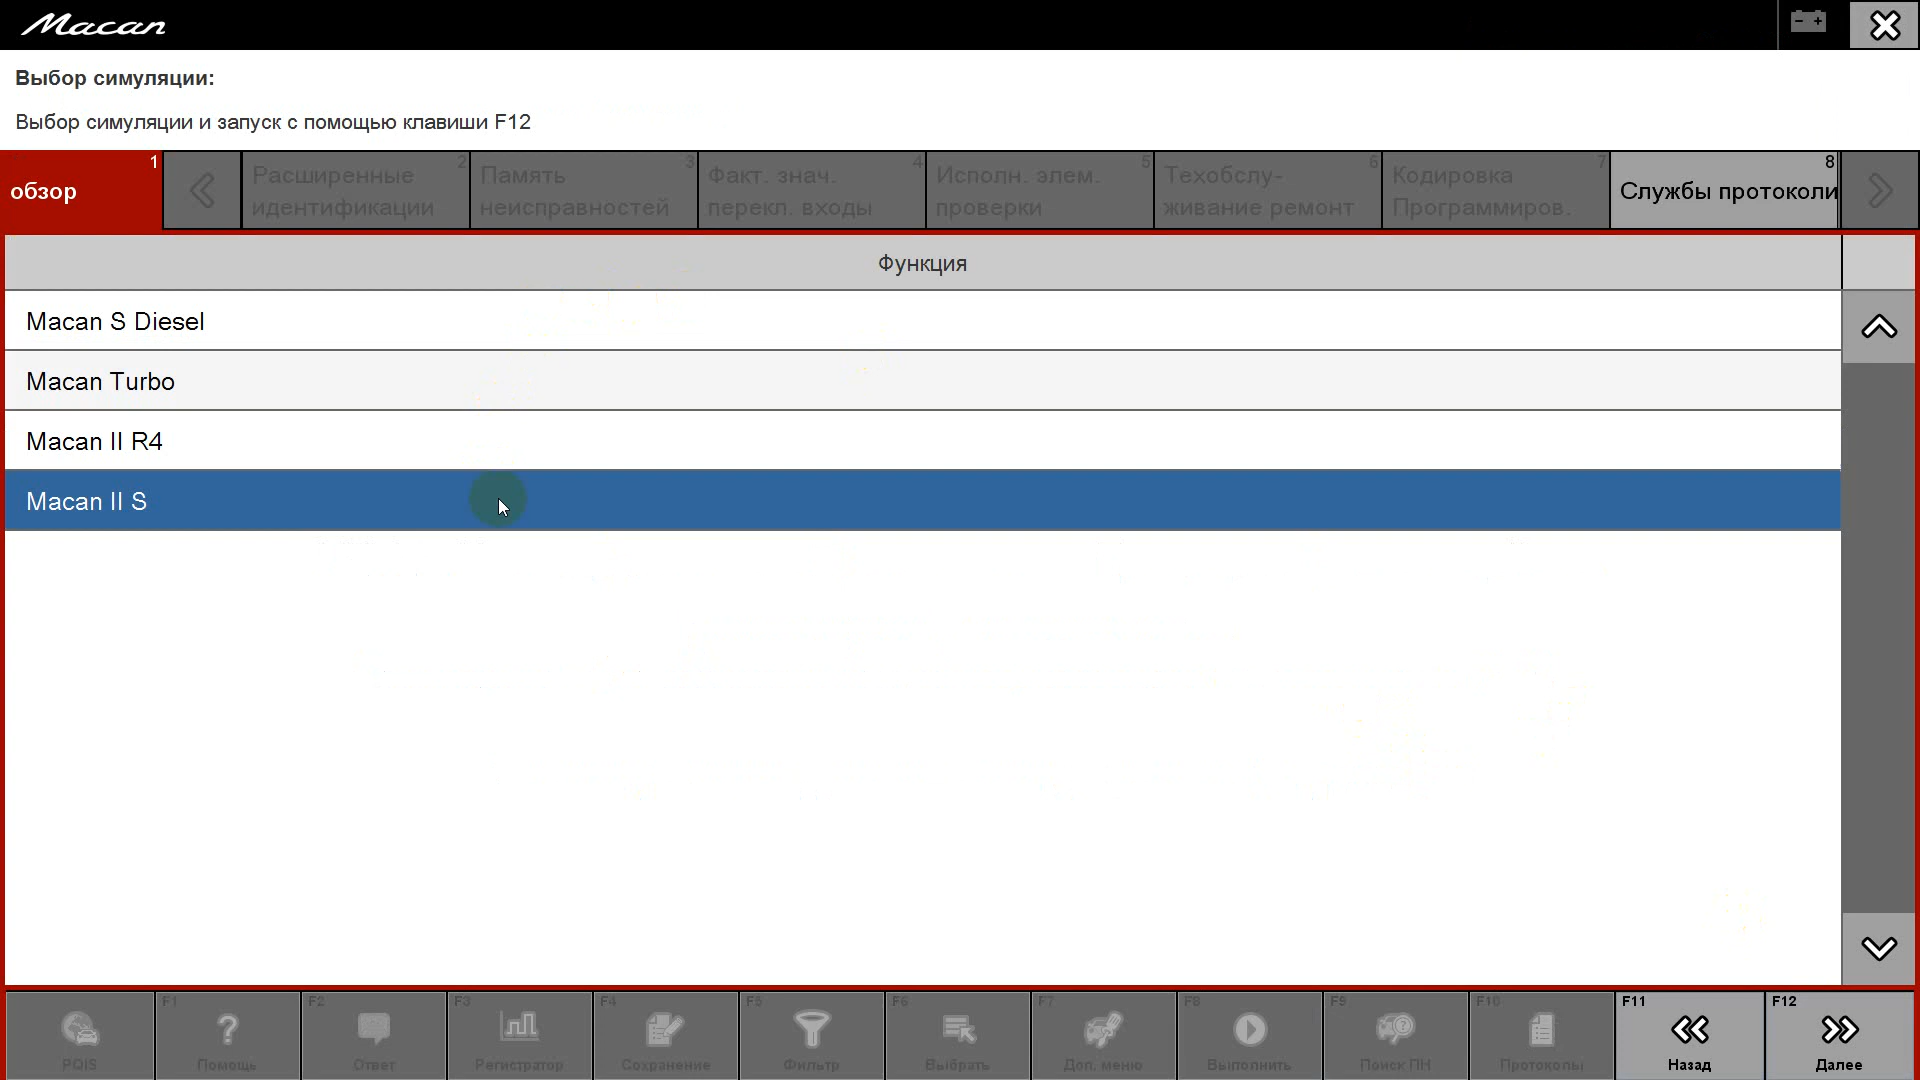 Macan
Выбор симуляции:
Выбор симуляции и запуск с помощью клавиши F12
1
обзор
2
Расширенные
идентификации
3
Память
неисправностей
4
Факт. знач.
перекл. входы
5
Исполн. элем.
проверки
6
Техобслу-
живание ремонт
7
Кодировка
Программиров.
8
Службы протоколи
Функция
Macan S Diesel
Macan Turbo
Macan II R4
Macan II S
PQIS
F1
Помощь
F2
Ответ
F3
Регистратор
F4
Сохранение
F5
Фильтр
F6
Выбрать
F7
Доп. меню
F8
Выполнить
F9
Поиск ПН
F10
Протоколы
F11
Назад
F12
Далее